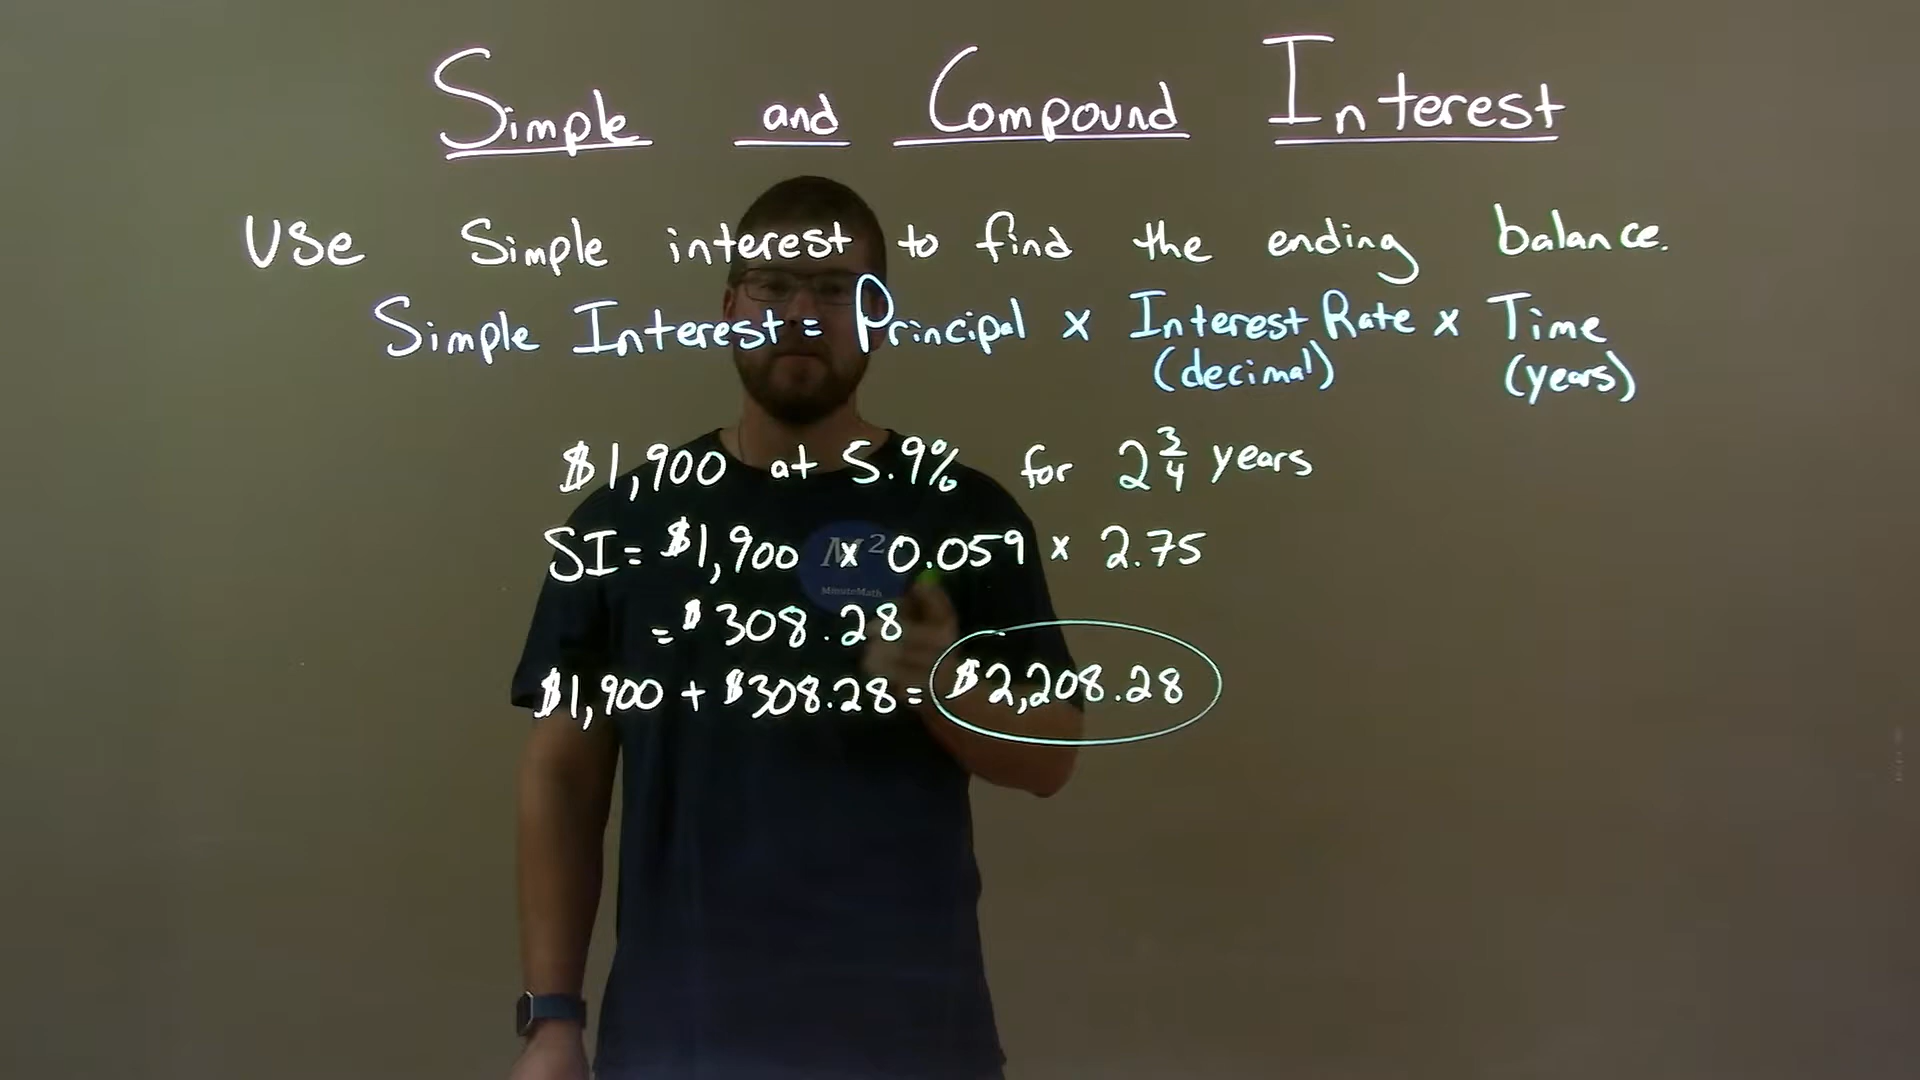 Simple and Compound Interest
Use Simple interest to find the ending balance.
Simple Interest = Principal x Interest Rate x Time
(decimal) (years)
$1,900 at 5.9% for 2 3/4 years
SI = $1,900 x 0.059 x 2.75
M²
MinuteMath
= $308.28
$1,900 + $308.28 = $2,208.28